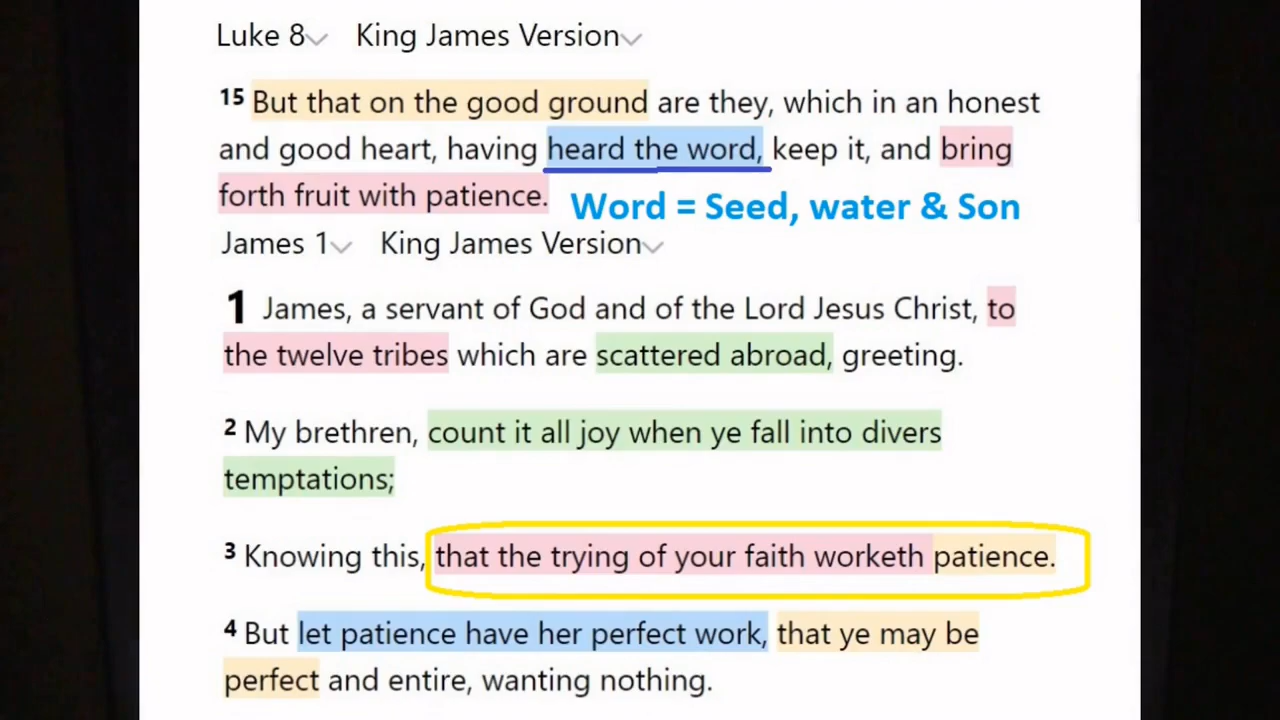 Luke 8 King James Version
15 But that on the good ground are they, which in an honest
and good heart, having heard the word, keep it, and bring
forth fruit with patience.
Word = Seed, water & Son
James 1 King James Version
1 James, a servant of God and of the Lord Jesus Christ, to
the twelve tribes which are scattered abroad, greeting.
2 My brethren, count it all joy when ye fall into divers
temptations;
3 Knowing this, that the trying of your faith worketh patience.
4 But let patience have her perfect work, that ye may be
perfect and entire, wanting nothing.